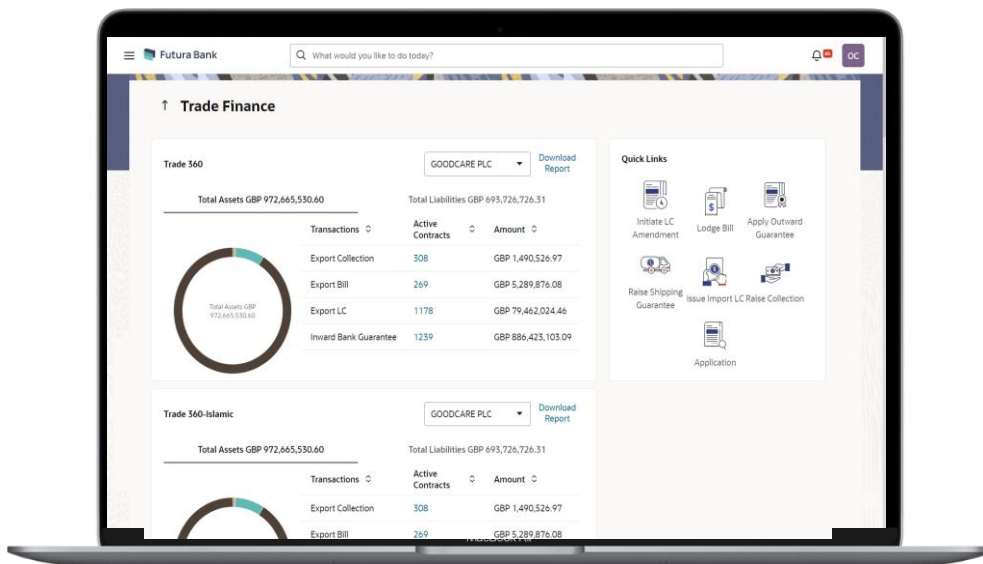 Futura Bank
What would you like to do today?
OC
↑ Trade Finance
Trade 360
GOODCARE PLC
Download
Report
Total Assets GBP 972,665,530.60
Total Liabilities GBP 693,726,726.31
Transactions
Active
Contracts
Amount
Export Collection 308 GBP 1,490,526.97
Export Bill 269 GBP 5,289,876.08
Export LC 1178 GBP 79,462,024.46
Inward Bank Guarantee 1239 GBP 886,423,103.09
Total Assets GBP
972,665,530.60
Quick Links
Initiate LC
Amendment
Lodge Bill
Apply Outward
Guarantee
Raise Shipping
Guarantee
Issue Import LC
Raise Collection
Application
Trade 360-Islamic
GOODCARE PLC
Download
Report
Total Assets GBP 972,665,530.60
Total Liabilities GBP 693,726,726.31
Transactions
Active
Contracts
Amount
Export Collection 308 GBP 1,490,526.97
Export Bill 269 GBP 5,289,876.08